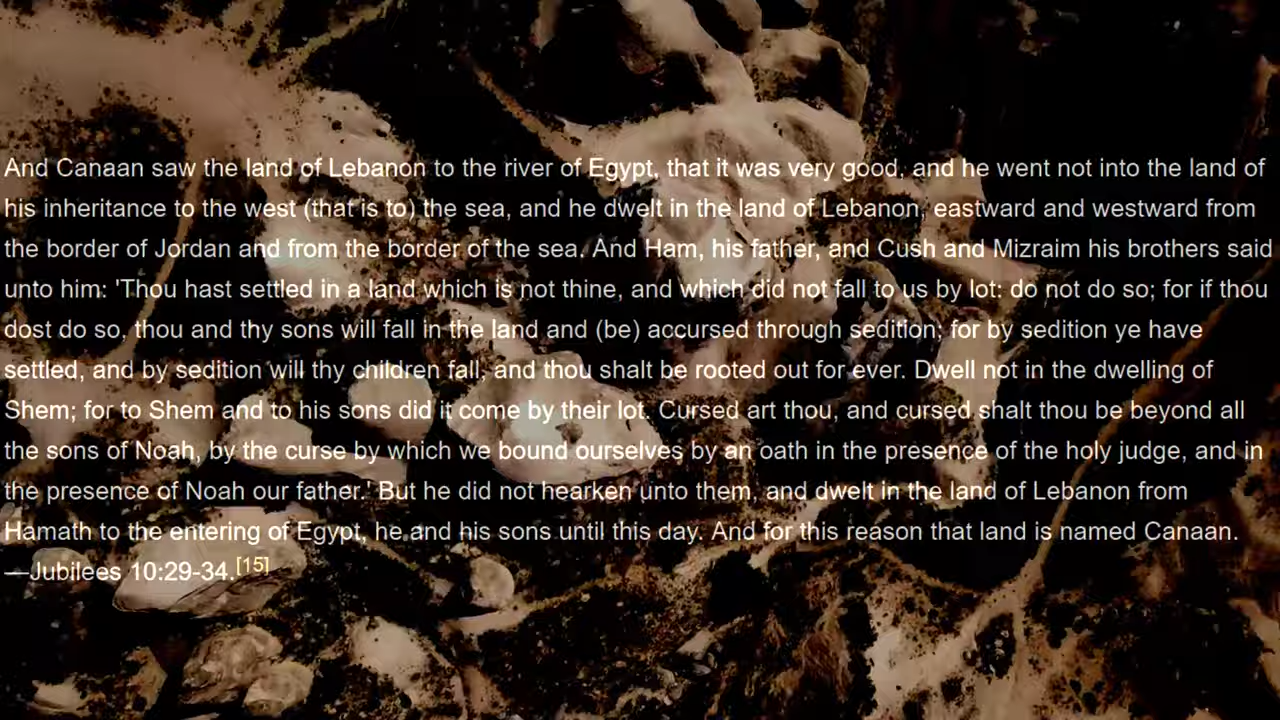 And Canaan saw the land of Lebanon to the river of Egypt, that it was very good, and he went not into the land of
his inheritance to the west (that is to) the sea, and he dwelt in the land of Lebanon, eastward and westward from
the border of Jordan and from the border of the sea. And Ham, his father, and Cush and Mizraim his brothers said
unto him: 'Thou hast settled in a land which is not thine, and which did not fall to us by lot: do not do so; for if thou
dost do so, thou and thy sons will fall in the land and (be) accursed through sedition; for by sedition ye have
settled, and by sedition will thy children fall, and thou shalt be rooted out for ever. Dwell not in the dwelling of
Shem; for to Shem and to his sons did it come by their lot. Cursed art thou, and cursed shalt thou be beyond all
the sons of Noah, by the curse by which we bound ourselves by an oath in the presence of the holy judge, and in
the presence of Noah our father.' But he did not hearken unto them, and dwelt in the land of Lebanon from
Hamath to the entering of Egypt, he and his sons until this day. And for this reason that land is named Canaan.
—Jubilees 10:29-34.[15]